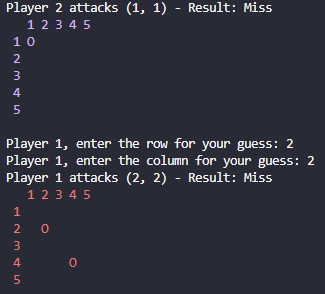 Player 2 attacks (1, 1) - Result: Miss
   1 2 3 4 5
 1 O
 2
 3
 4
 5

Player 1, enter the row for your guess: 2
Player 1, enter the column for your guess: 2
Player 1 attacks (2, 2) - Result: Miss
   1 2 3 4 5
 1
 2   O
 3
 4       O
 5